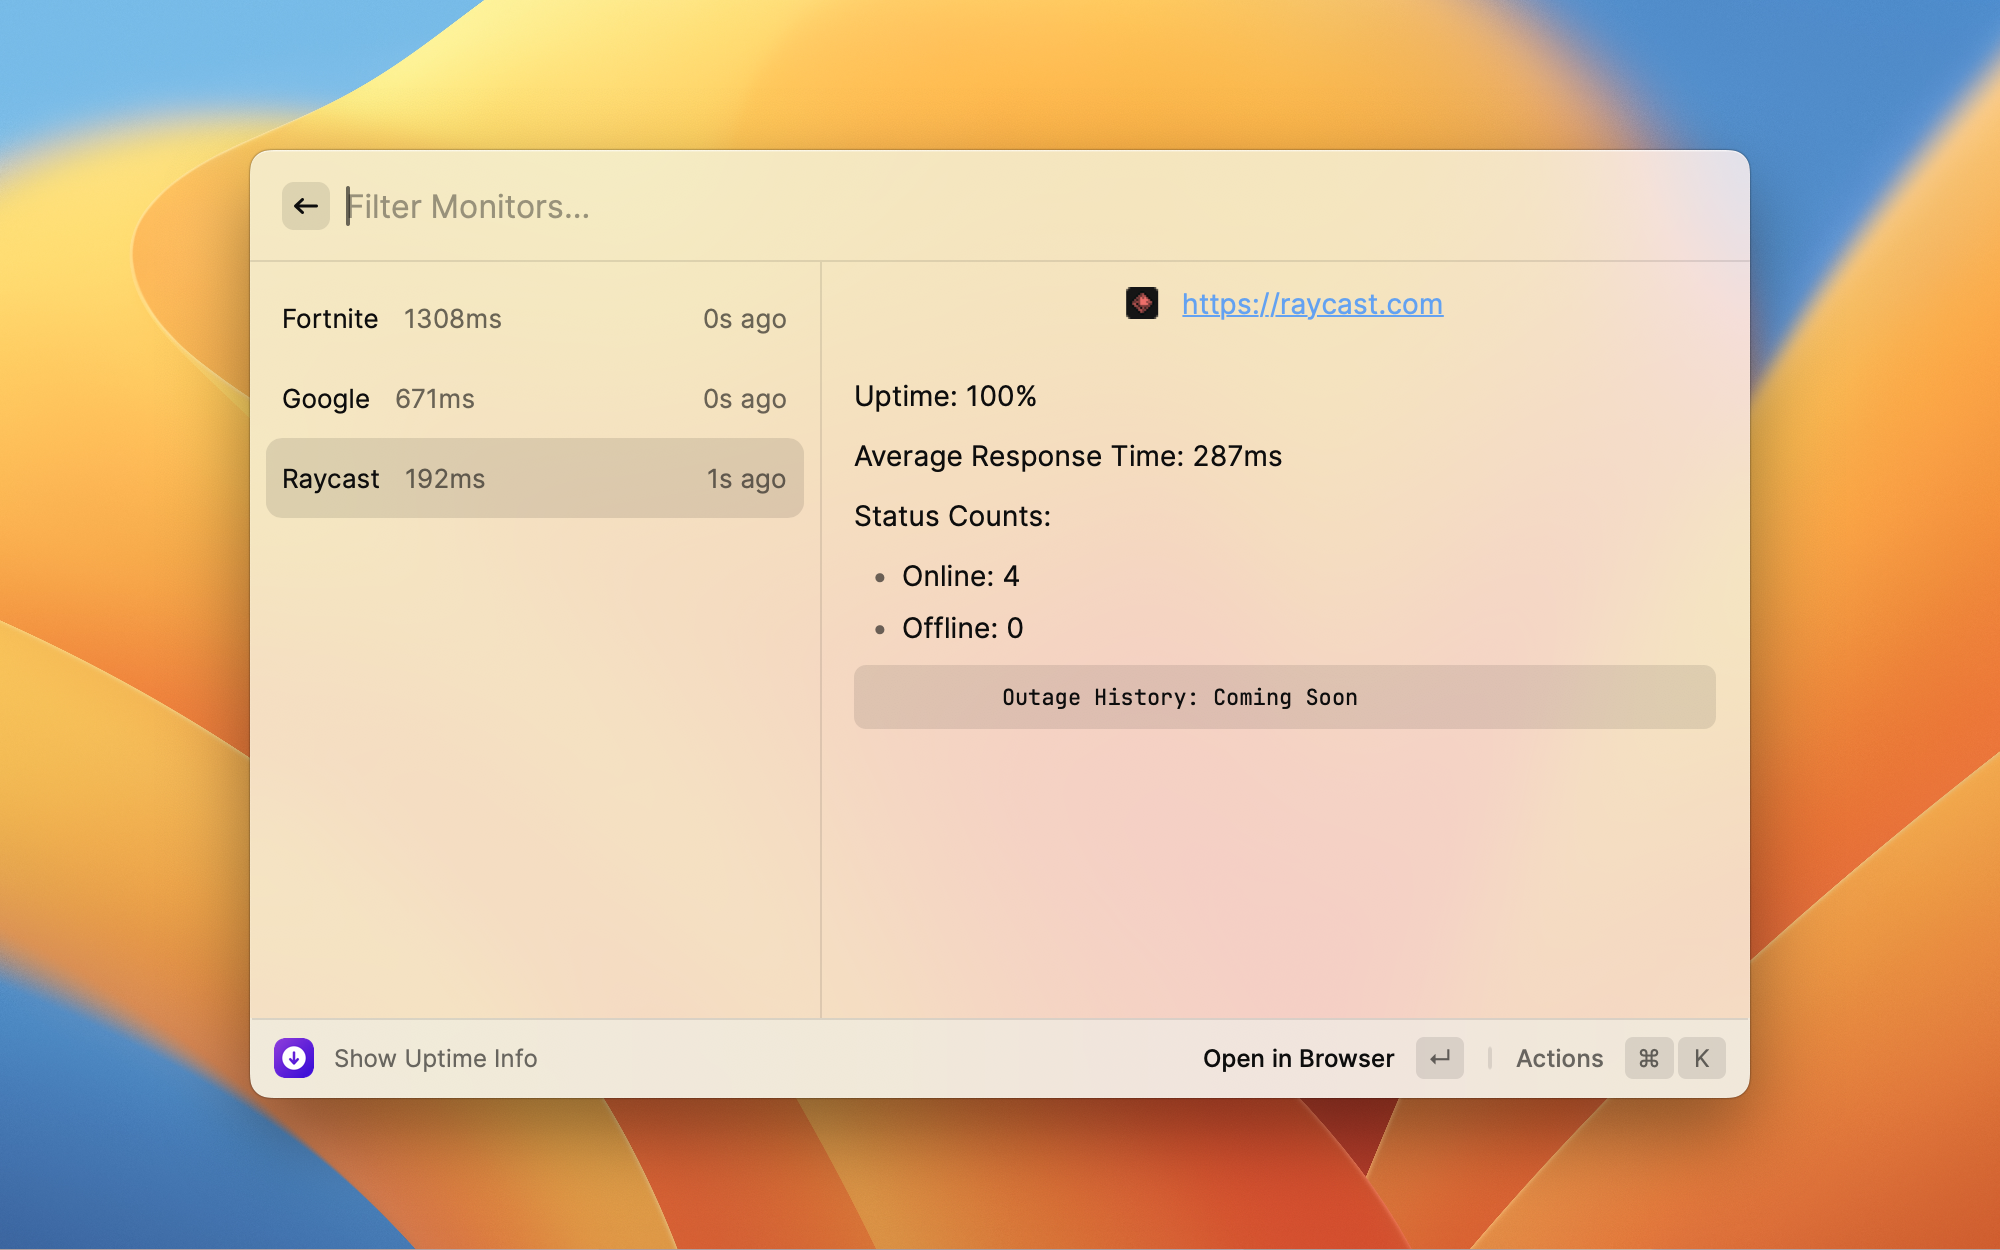 Filter Monitors...
Fortnite 1308ms 0s ago
Google 671ms 0s ago
Raycast 192ms 1s ago
https://raycast.com
Uptime: 100%
Average Response Time: 287ms
Status Counts:
• Online: 4
• Offline: 0
Outage History: Coming Soon
Show Uptime Info
Open in Browser ↵ Actions ⌘ K